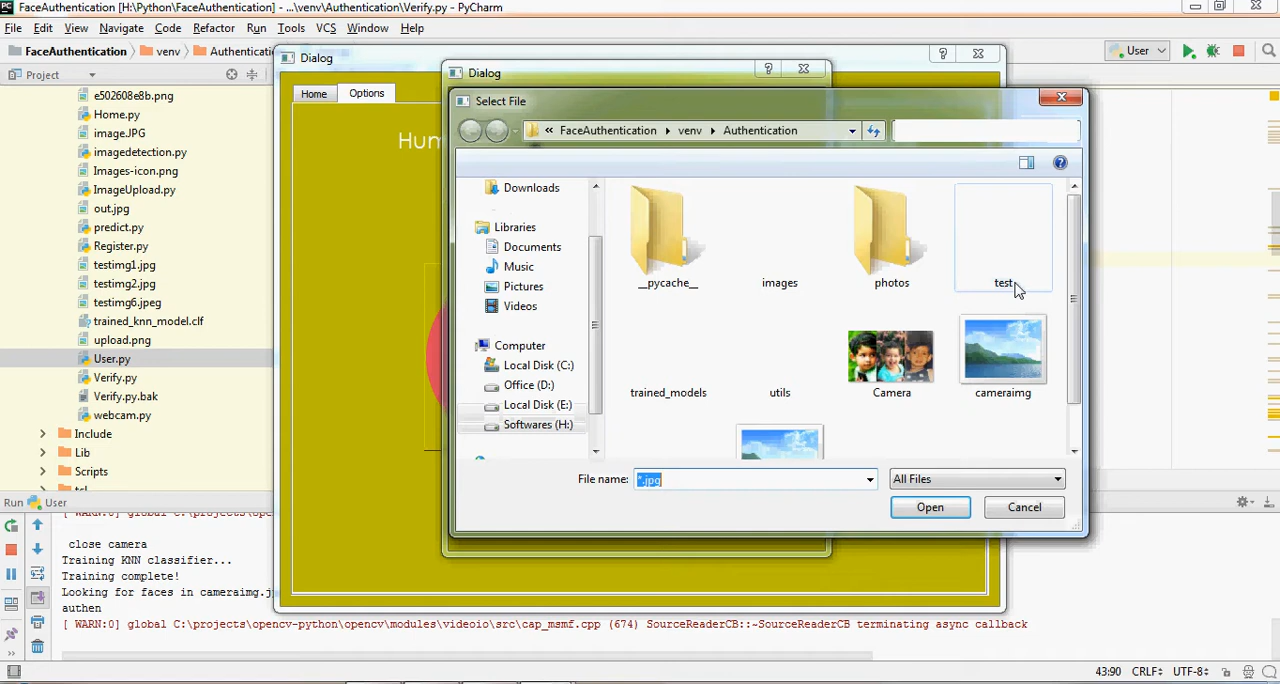 PC FaceAuthentication [H:\Python\FaceAuthentication] - ...\venv\Authentication\Verify.py - PyCharm
File Edit View Navigate Code Refactor Run Tools VCS Window Help
FaceAuthentication venv Authentication User
Project
e502608e8b.png
Home.py
image.JPG
imagedetection.py
Images-icon.png
ImageUpload.py
out.jpg
predict.py
Register.py
testimg1.jpg
testimg2.jpg
testimg6.jpeg
trained_knn_model.clf
upload.png
User.py
Verify.py
Verify.py.bak
webcam.py
Include
Lib
Scripts
Dialog ?
Home Options
Hum
Dialog ?
Select File
« FaceAuthentication venv Authentication
Downloads
Libraries
Documents
Music
Pictures
Videos
Computer
Local Disk (C:)
Office (D:)
Local Disk (E:)
Softwares (H:)
__pycache__ images photos test
trained_models utils Camera cameraimg
File name: *.jpg All Files
Open Cancel
Run User
[ WARN:0] global C:\projects\o
close camera
Training KNN classifier...
Training complete!
Looking for faces in cameraimg.j
authen
[ WARN:0] global C:\projects\opencv-python\opencv\modules\videoio\src\cap_msmf.cpp (674) SourceReaderCB::~SourceReaderCB terminating async callback
43:90 CRLF UTF-8